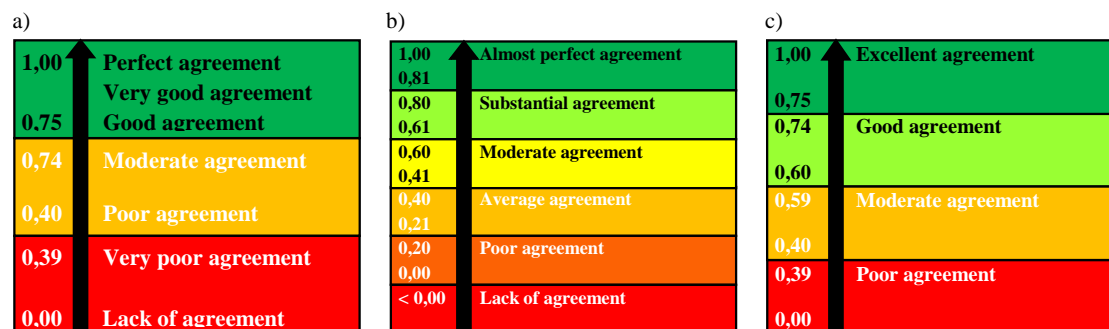 a)
1,00 Perfect agreement
Very good agreement
0,75 Good agreement
0,74 Moderate agreement
0,40 Poor agreement
0,39 Very poor agreement
0,00 Lack of agreement
b)
1,00 Almost perfect agreement
0,81
0,80 Substantial agreement
0,61
0,60 Moderate agreement
0,41
0,40 Average agreement
0,21
0,20 Poor agreement
0,00
< 0,00 Lack of agreement
c)
1,00 Excellent agreement
0,75
0,74 Good agreement
0,60
0,59 Moderate agreement
0,40
0,39 Poor agreement
0,00